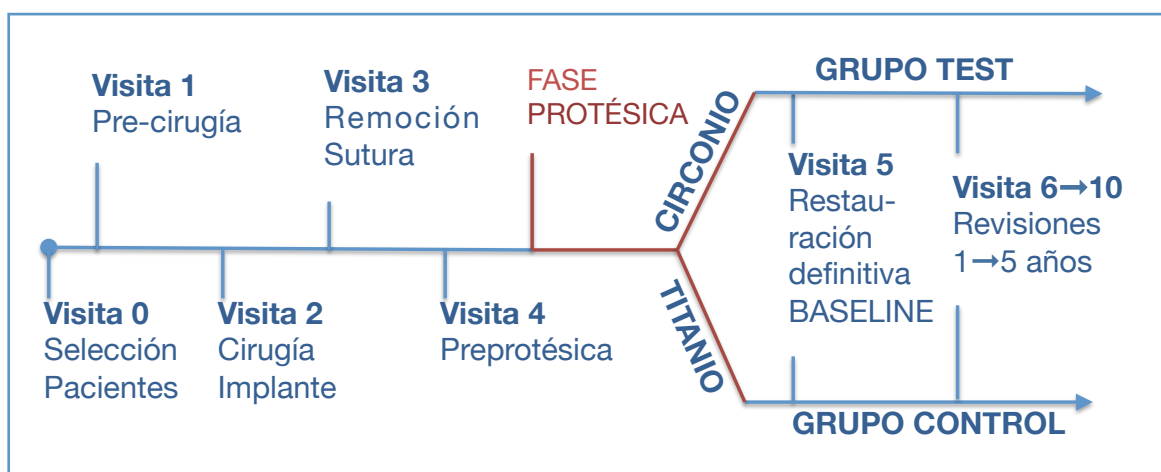 Visita 1
Pre-cirugía
Visita 3
Remoción
Sutura
FASE
PROTÉSICA
Visita 0
Selección
Pacientes
Visita 2
Cirugía
Implante
Visita 4
Preprotésica
CIRCONIO
TITANIO
GRUPO TEST
Visita 5
Restau-
ración
definitiva
BASELINE
Visita 6→10
Revisiones
1→5 años
GRUPO CONTROL